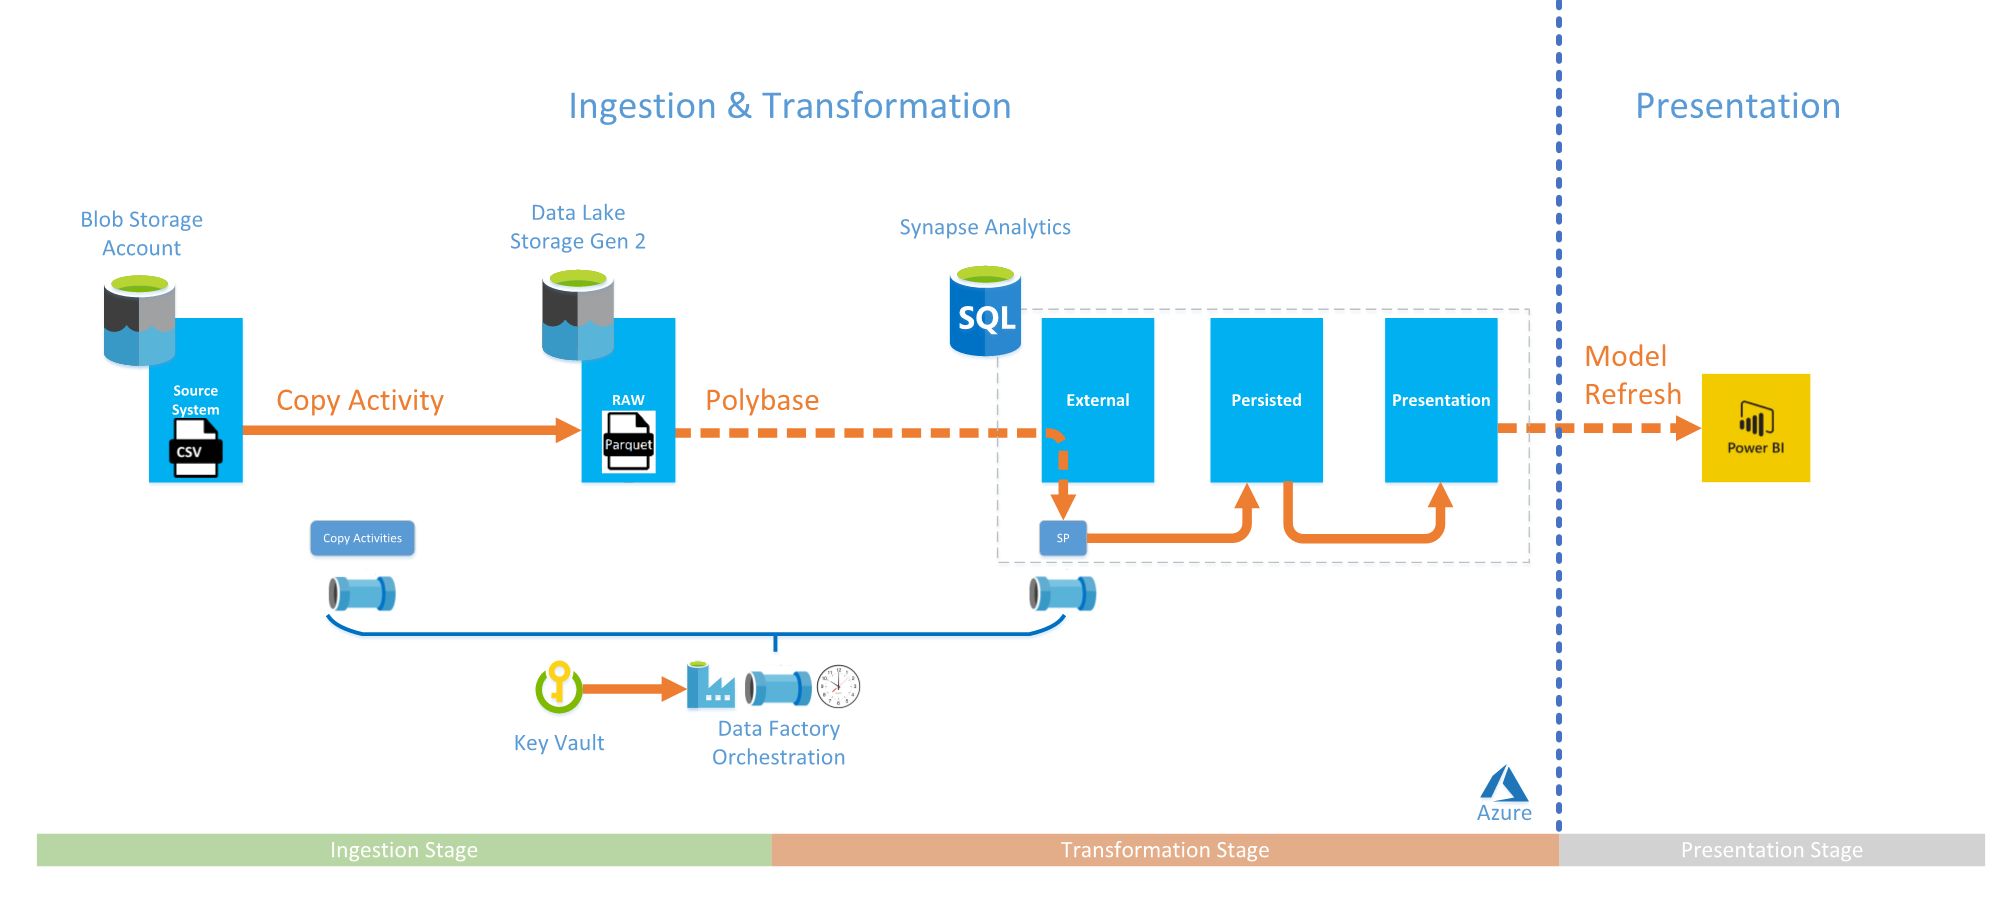 Ingestion & Transformation
Presentation
Blob Storage
Account
Data Lake
Storage Gen 2
Synapse Analytics
SQL
Source
System
CSV
Copy Activity
RAW
Parquet
Polybase
External
Persisted
Presentation
Model
Refresh
Power BI
Copy Activities
SP
Key Vault
Data Factory
Orchestration
Azure
Ingestion Stage
Transformation Stage
Presentation Stage